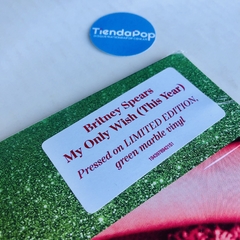 TiendaPop
Britney Spears
My Only Wish (This Year)
Pressed on LIMITED EDITION,
green marble vinyl